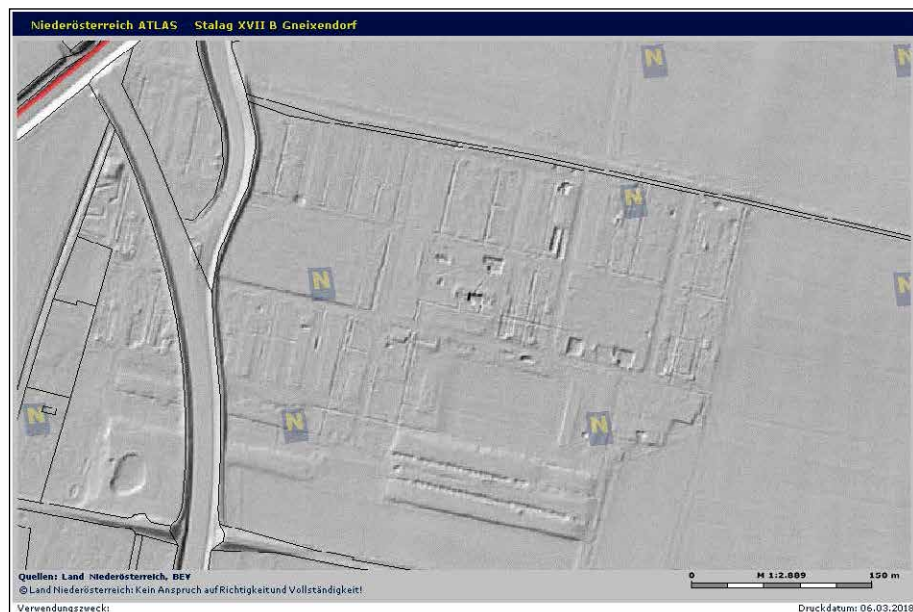 Niederösterreich ATLAS Stalag XVII B Gneixendorf
N
N
N
N
N
N
N
N
Quellen: Land Niederösterreich, BEV
© Land Niederösterreich: Kein Anspruch auf Richtigkeit und Vollständigkeit!
0 M 1:2.889 150 m
Verwendungszweck: Druckdatum: 06.03.2018